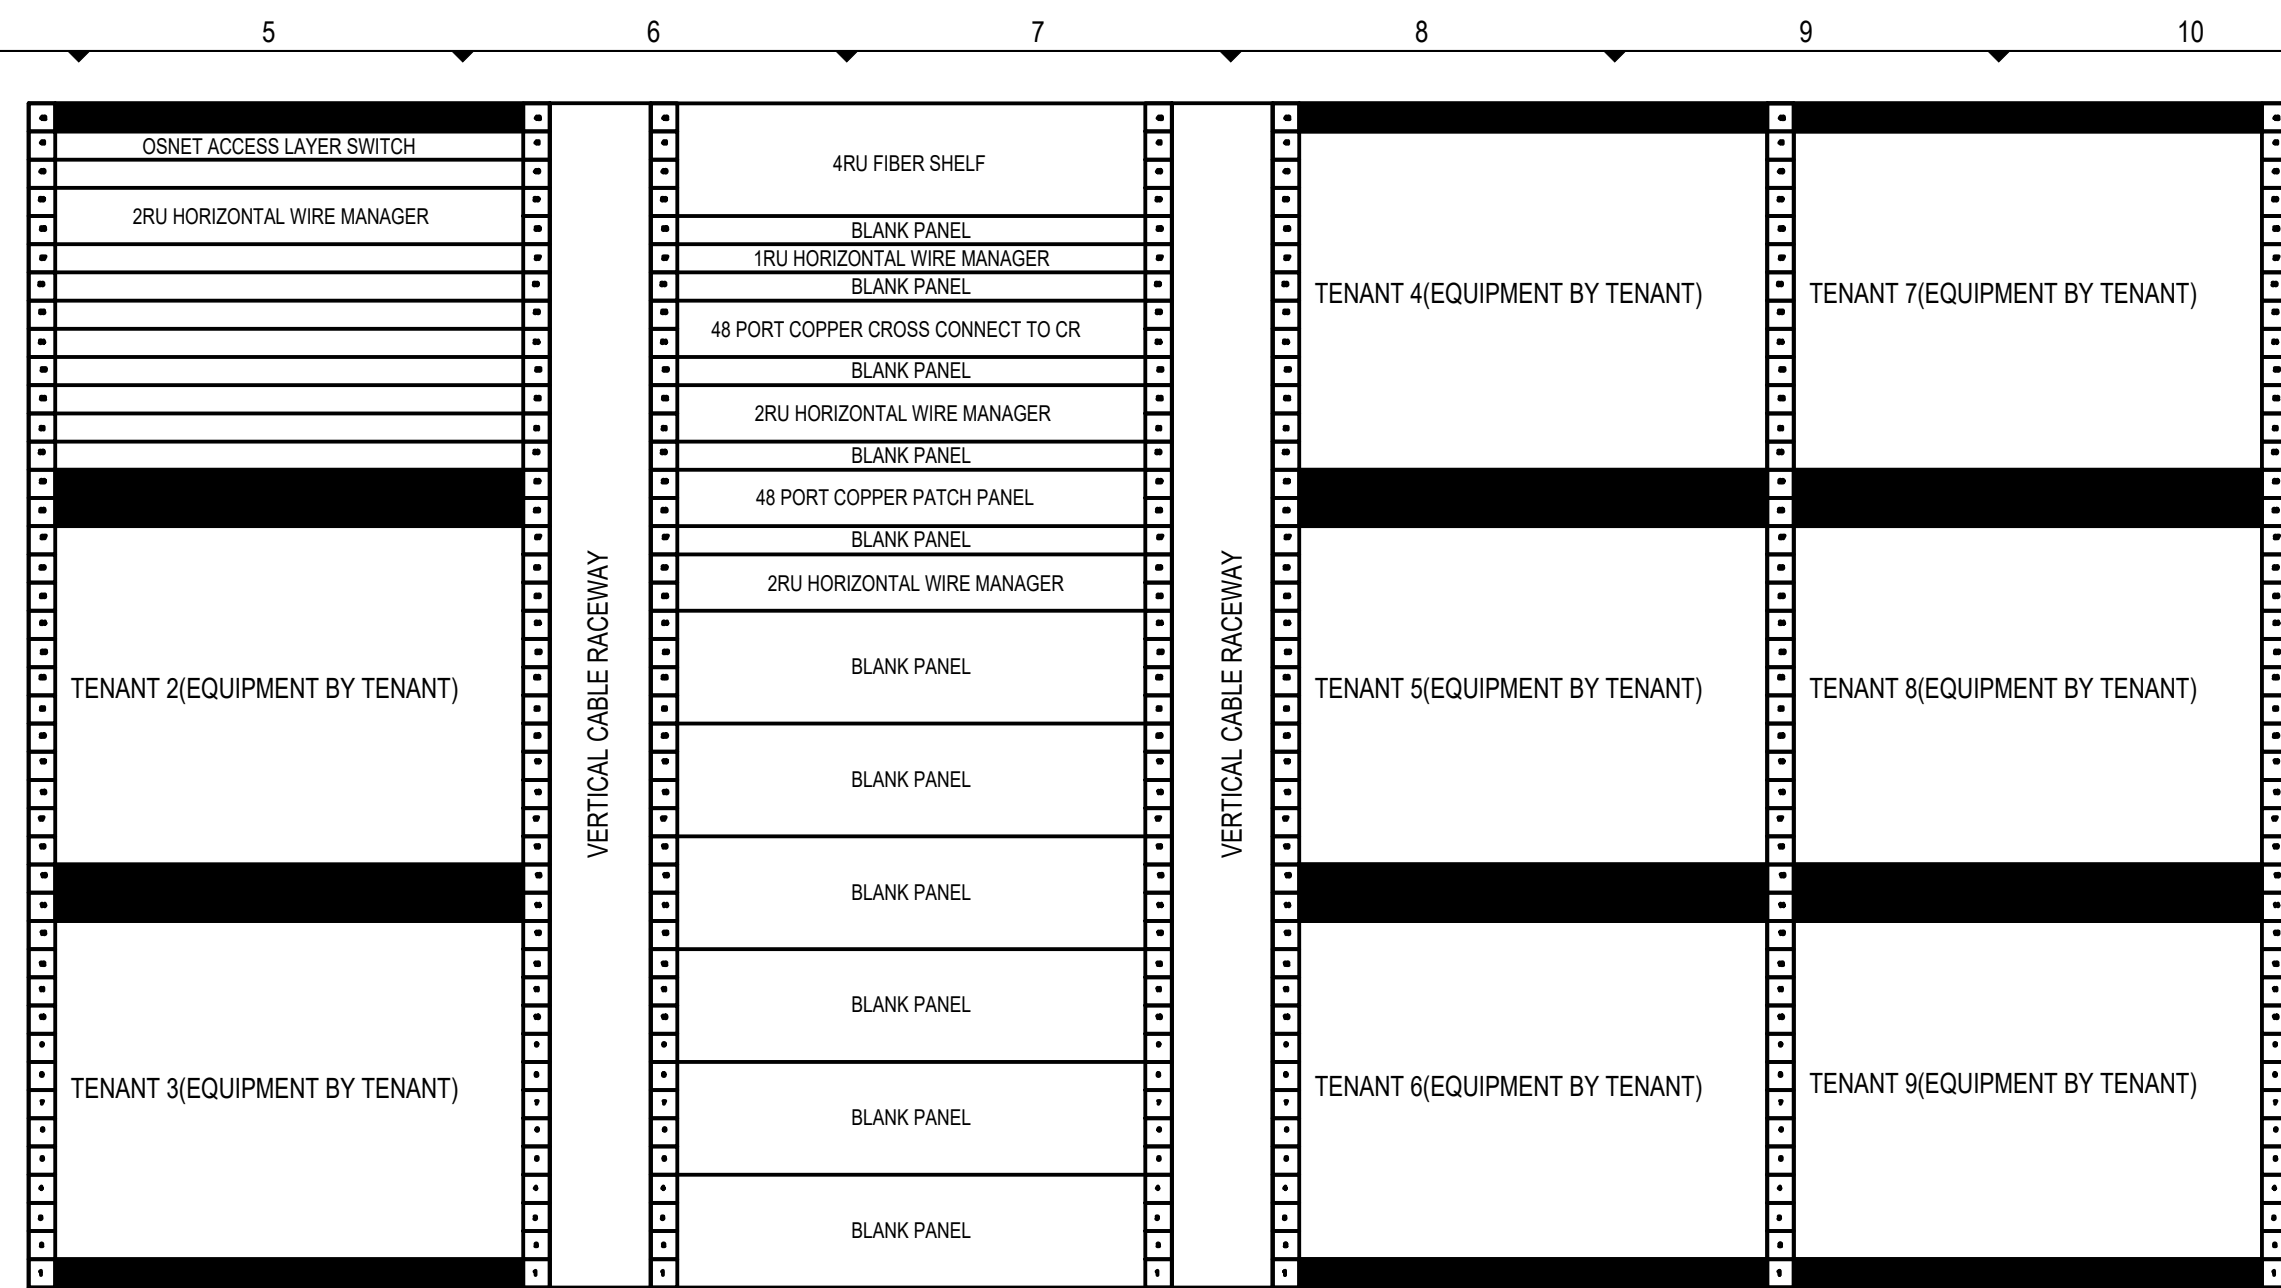 5
6
7
8
9
10
OSNET ACCESS LAYER SWITCH
2RU HORIZONTAL WIRE MANAGER
TENANT 2(EQUIPMENT BY TENANT)
TENANT 3(EQUIPMENT BY TENANT)
VERTICAL CABLE RACEWAY
4RU FIBER SHELF
BLANK PANEL
1RU HORIZONTAL WIRE MANAGER
BLANK PANEL
48 PORT COPPER CROSS CONNECT TO CR
BLANK PANEL
2RU HORIZONTAL WIRE MANAGER
BLANK PANEL
48 PORT COPPER PATCH PANEL
BLANK PANEL
2RU HORIZONTAL WIRE MANAGER
BLANK PANEL
BLANK PANEL
BLANK PANEL
BLANK PANEL
BLANK PANEL
BLANK PANEL
VERTICAL CABLE RACEWAY
TENANT 4(EQUIPMENT BY TENANT)
TENANT 5(EQUIPMENT BY TENANT)
TENANT 6(EQUIPMENT BY TENANT)
TENANT 7(EQUIPMENT BY TENANT)
TENANT 8(EQUIPMENT BY TENANT)
TENANT 9(EQUIPMENT BY TENANT)